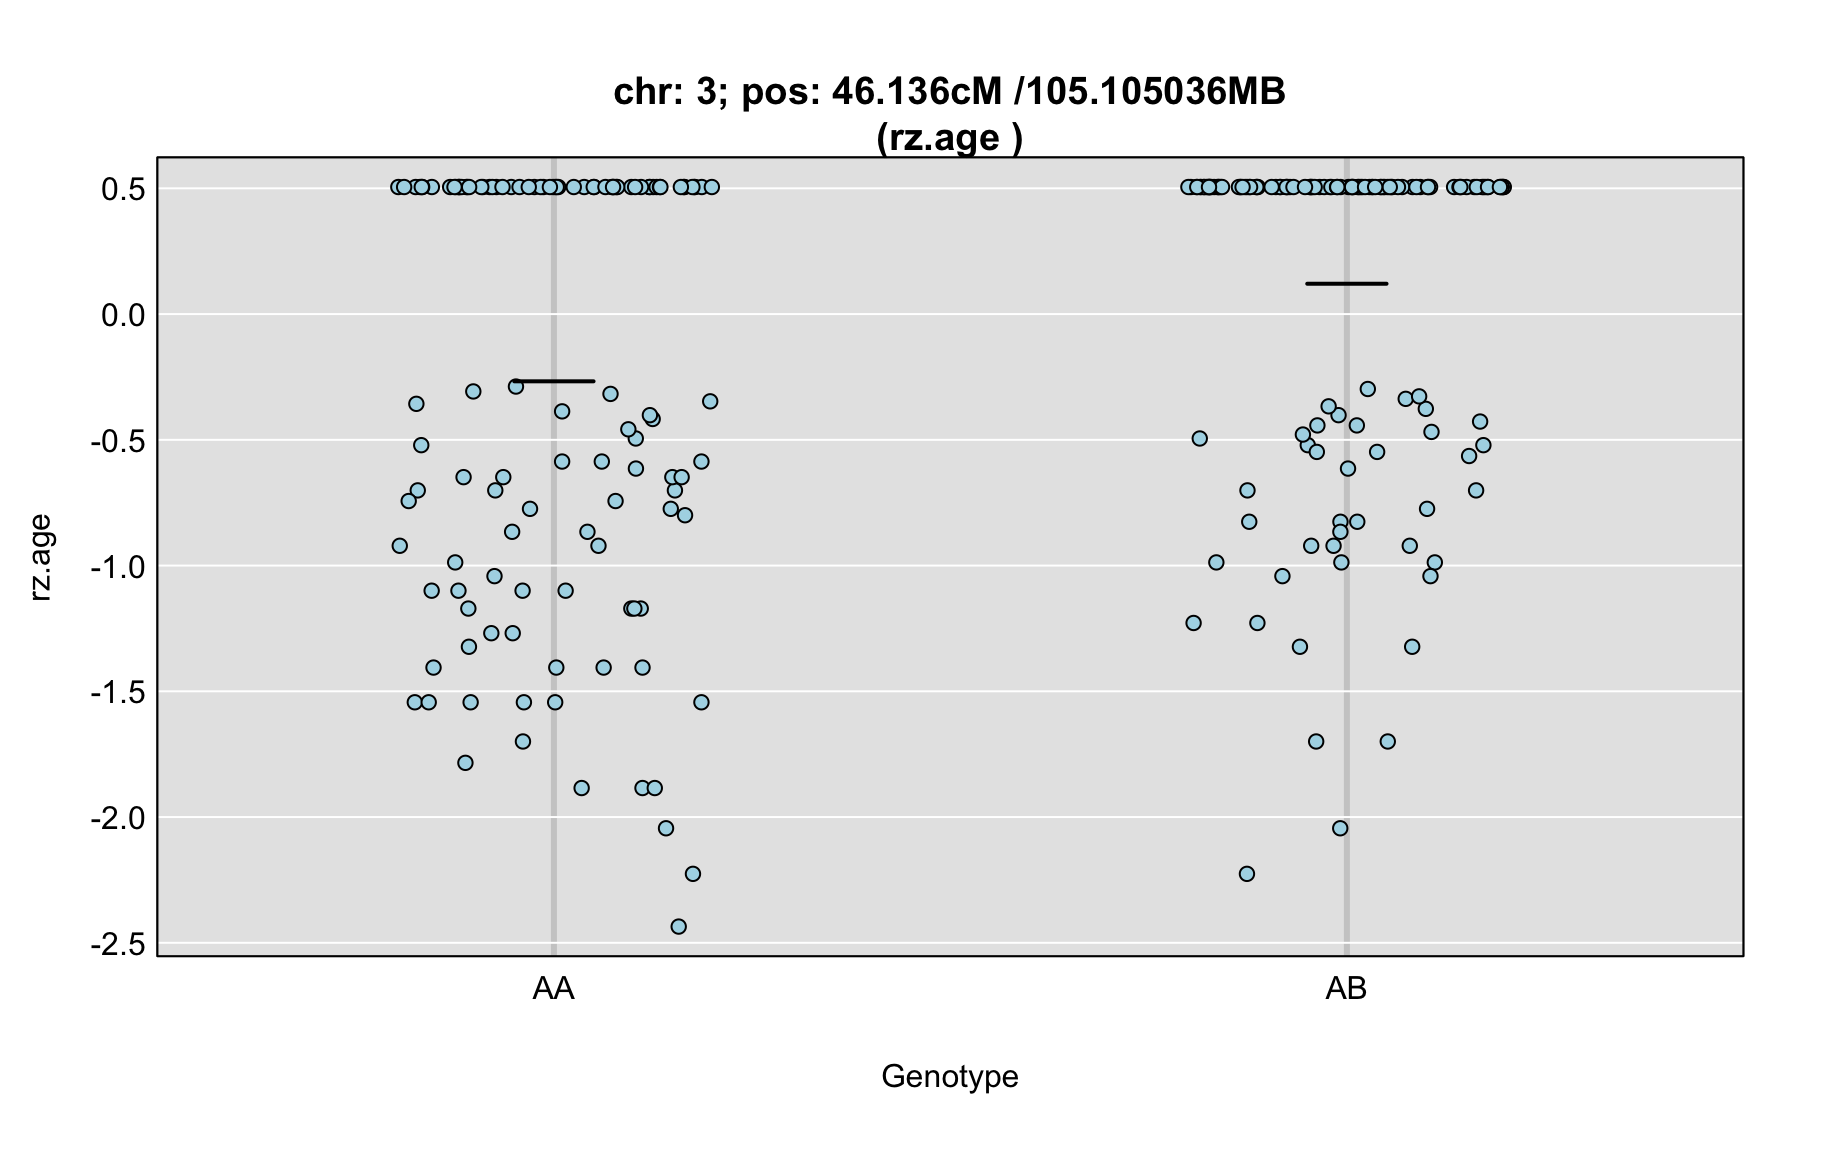 chr: 3; pos: 46.136cM /105.105036MB
(rz.age )
0.5
0.0
-0.5
-1.0
-1.5
-2.0
-2.5
rz.age
AA
AB
Genotype